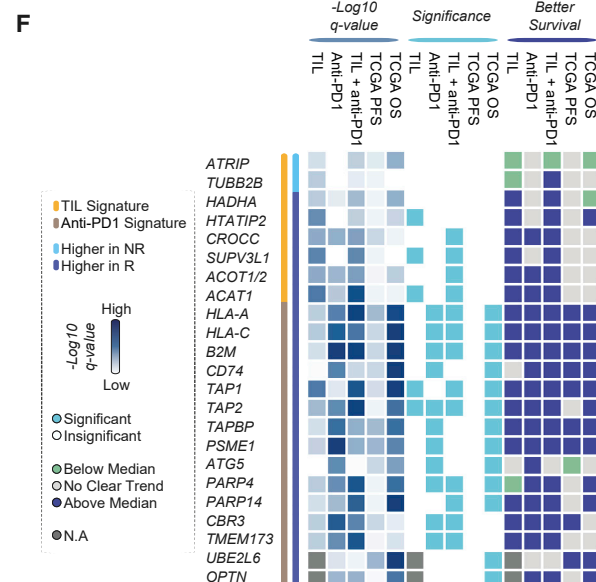 F
-Log10
q-value
Significance
Better
Survival
TIL
Anti-PD1
TIL + anti-PD1
TCGA PFS
TCGA OS
TIL
Anti-PD1
TIL + anti-PD1
TCGA PFS
TCGA OS
TIL
Anti-PD1
TIL + anti-PD1
TCGA PFS
TCGA OS
TIL Signature
Anti-PD1 Signature
Higher in NR
Higher in R
High
-Log10
q-value
Low
Significant
Insignificant
Below Median
No Clear Trend
Above Median
N.A
ATRIP
TUBB2B
HADHA
HTATIP2
CROCC
SUPV3L1
ACOT1/2
ACAT1
HLA-A
HLA-C
B2M
CD74
TAP1
TAP2
TAPBP
PSME1
ATG5
PARP4
PARP14
CBR3
TMEM173
UBE2L6
OPTN